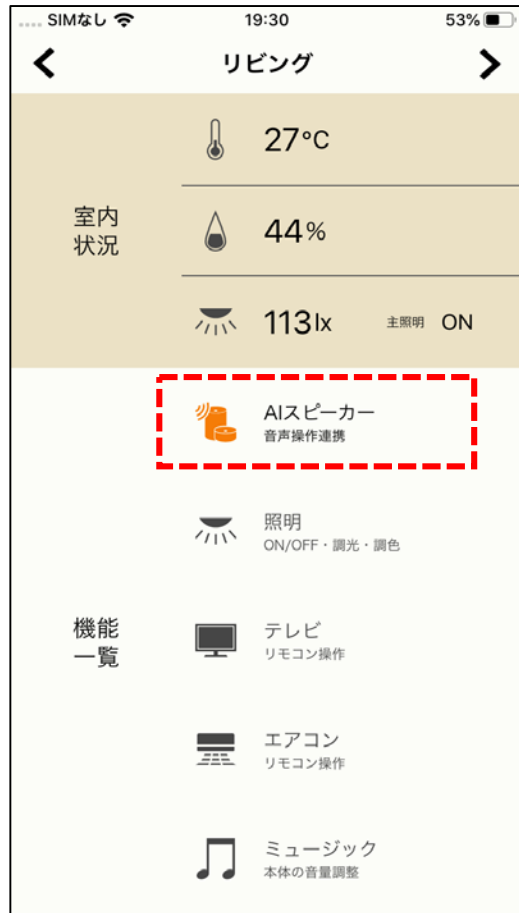 SIMなし 19:30 53%
リビング
27°C
室内
状況
44%
113lx 主照明 ON
AIスピーカー
音声操作連携
照明
ON/OFF・調光・調色
機能
一覧
テレビ
リモコン操作
エアコン
リモコン操作
ミュージック
本体の音量調整